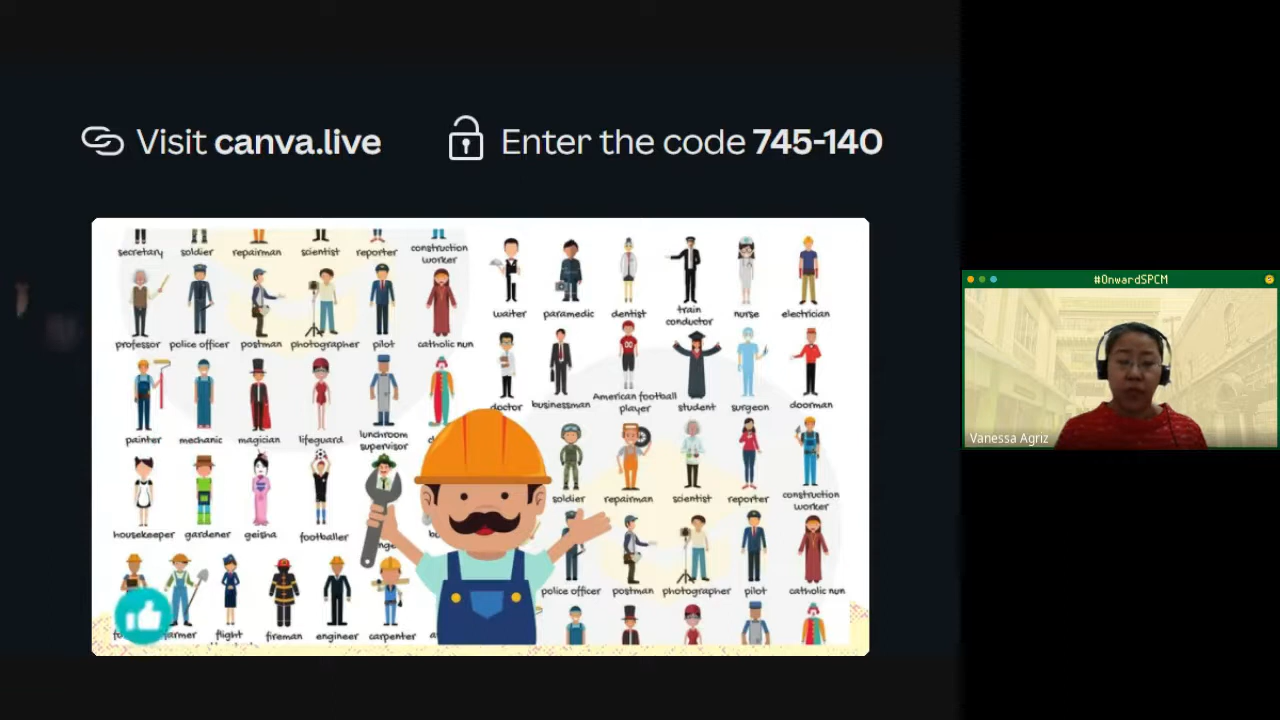 Visit canva.live
Enter the code 745-140
#OnwardSPCM
secretary soldier repairman scientist reporter construction worker
professor police officer postman photographer pilot catholic nun
painter mechanic magician lifeguard lunchroom supervisor
housekeeper gardener geisha footballer
flight fireman engineer carpenter
waiter paramedic dentist train conductor nurse electrician
doctor businessman American football player student surgeon doorman
soldier repairman scientist reporter construction worker
police officer postman photographer pilot catholic nun
Vanessa Agriz